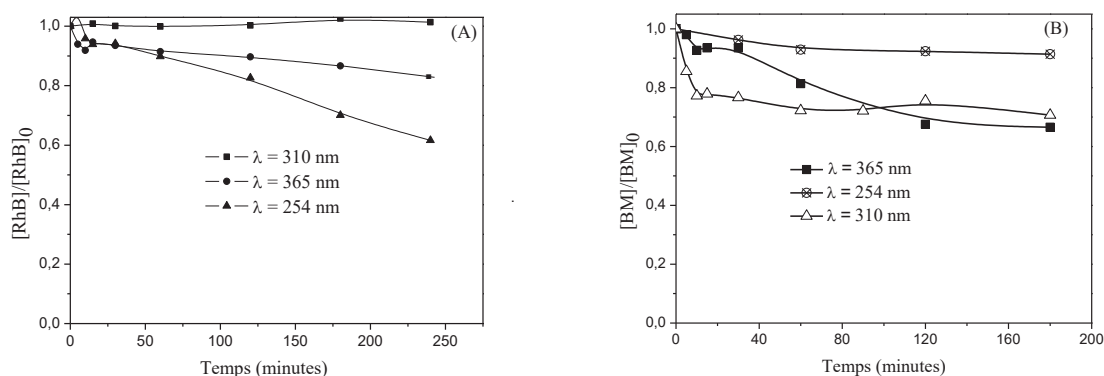 (A)
1,0
0,8
0,6
0,4
0,2
0,0
[RhB]/[RhB]0
λ = 310 nm
λ = 365 nm
λ = 254 nm
0 50 100 150 200 250
Temps (minutes)
(B)
1,0
0,8
0,6
0,4
0,2
0,0
[BM]/[BM]0
λ = 365 nm
λ = 254 nm
λ = 310 nm
0 40 80 120 160 200
Temps (minutes)